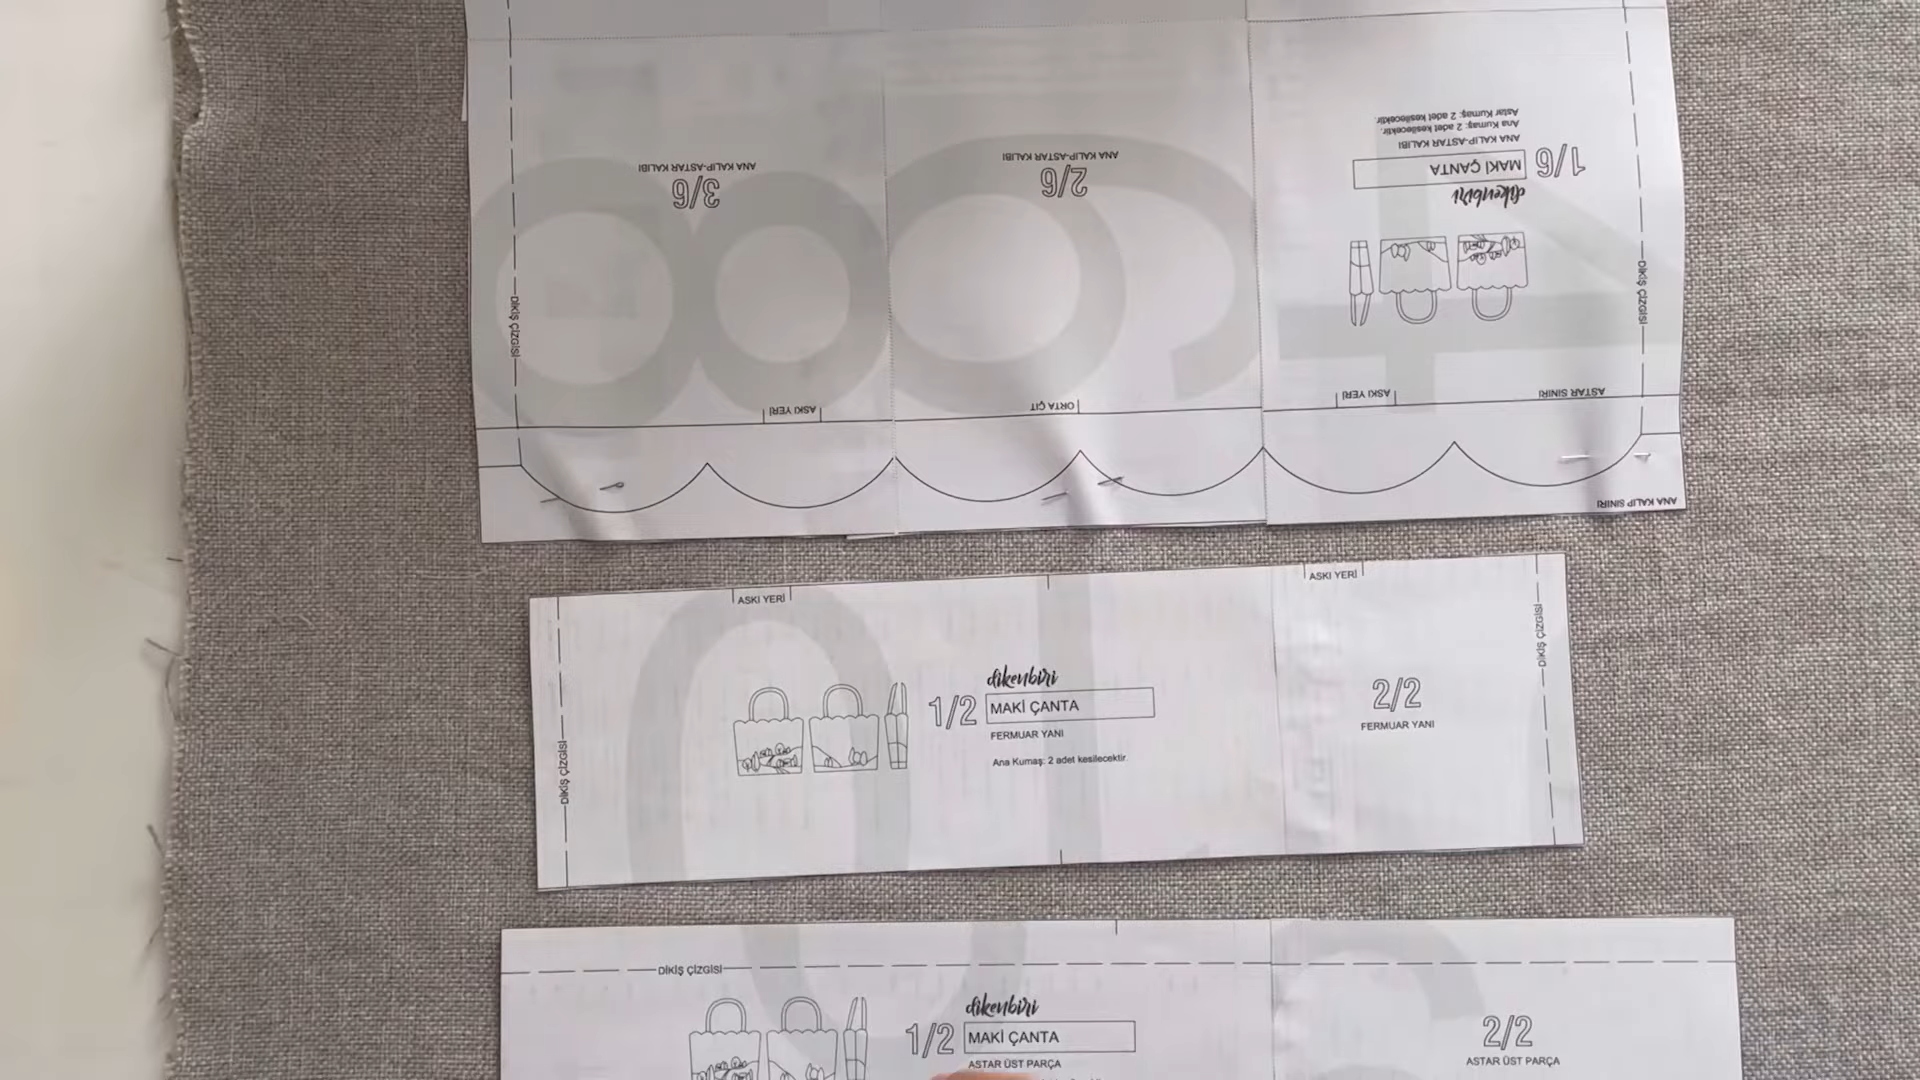 3/6
ANA KALIP-ASTAR KALIBI
DİKİŞ ÇİZGİSİ
ASKI YERİ
2/6
ANA KALIP-ASTAR KALIBI
ORTA ÇIT
dikenbiri
1/6
MAKİ ÇANTA
ANA KALIP-ASTAR KALIBI
Ana Kumaş: 2 adet kesilecektir.
Astar Kumaş: 2 adet kesilecektir.
DİKİŞ ÇİZGİSİ
ASKI YERİ
ASTAR SINIRI
ANA KALIP SINIRI
ASKI YERİ
ASKI YERİ
DİKİŞ ÇİZGİSİ
dikenbiri
1/2
MAKİ ÇANTA
FERMUAR YANI
Ana Kumaş: 2 adet kesilecektir.
2/2
FERMUAR YANI
DİKİŞ ÇİZGİSİ
DİKİŞ ÇİZGİSİ
dikenbiri
1/2
MAKİ ÇANTA
ASTAR ÜST PARÇA
2/2
ASTAR ÜST PARÇA